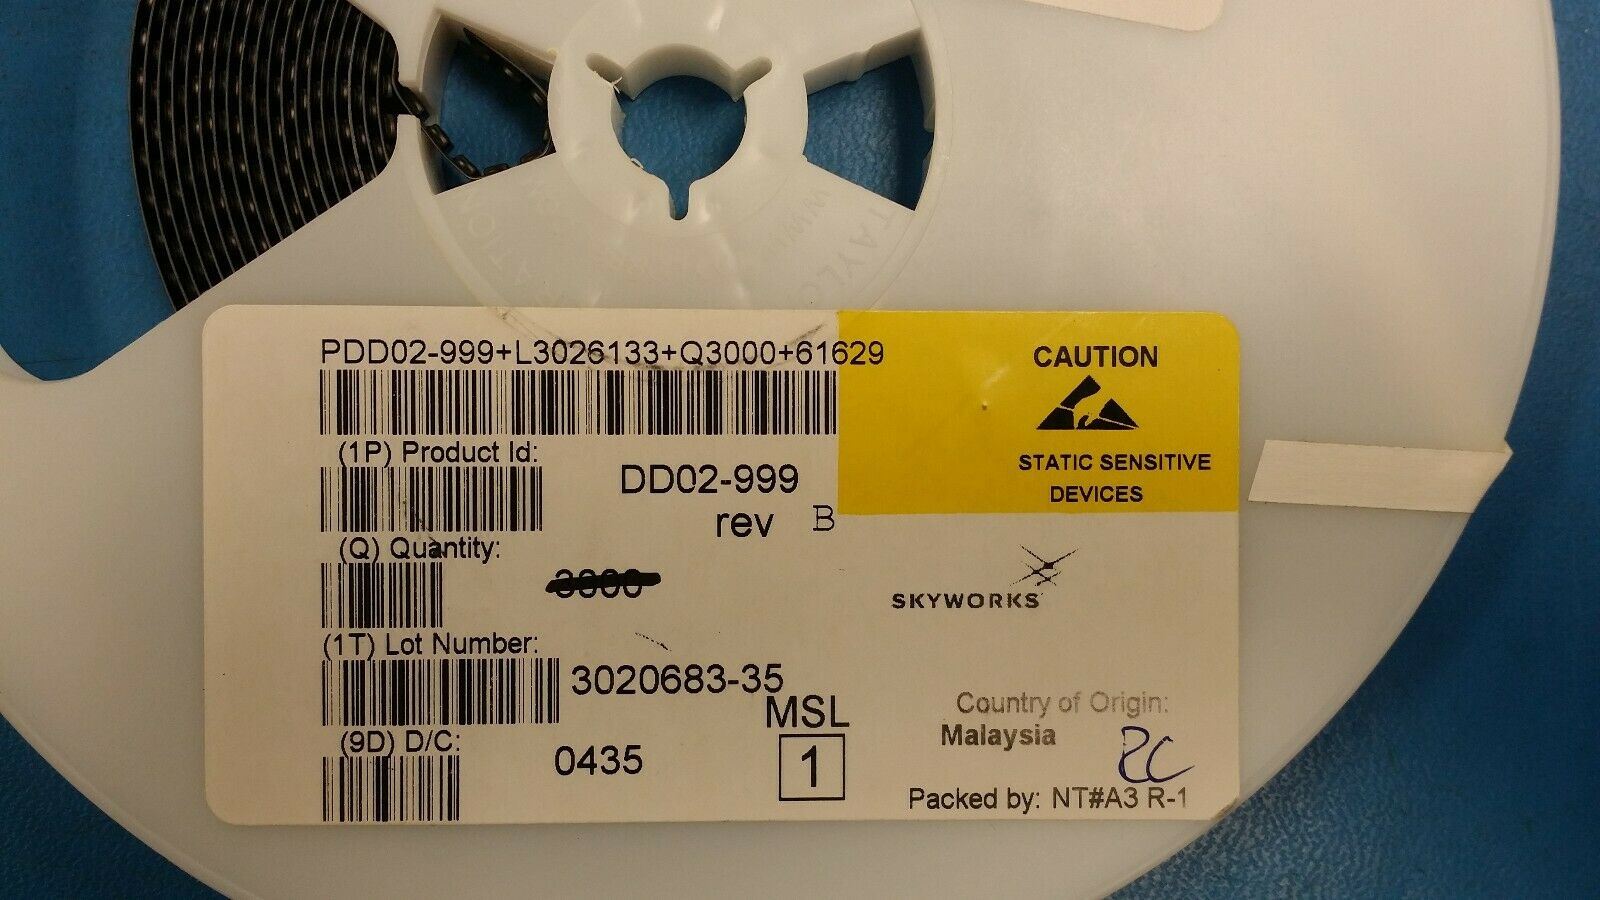 PDD02-999+L3026133+Q3000+61629
CAUTION
STATIC SENSITIVE
DEVICES
(1P) Product Id:
DD02-999
rev B
(Q) Quantity:
3000
SKYWORKS
(1T) Lot Number:
3020683-35
MSL
1
(9D) D/C:
0435
Country of Origin:
Malaysia
RC
Packed by: NT#A3 R-1